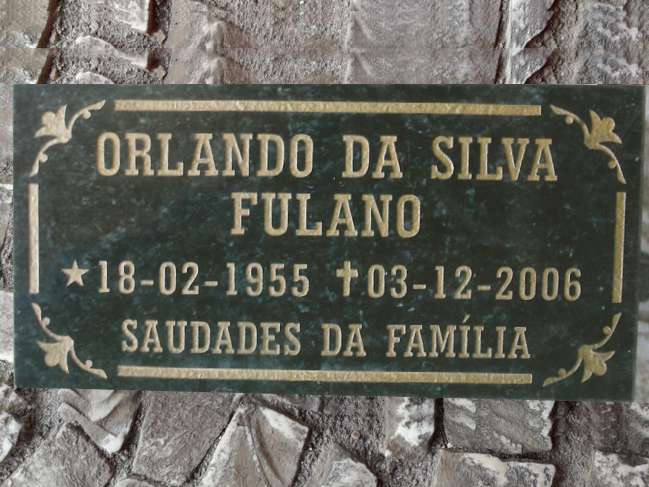 ORLANDO DA SILVA
FULANO
★18-02-1955 ✝03-12-2006
SAUDADES DA FAMÍLIA